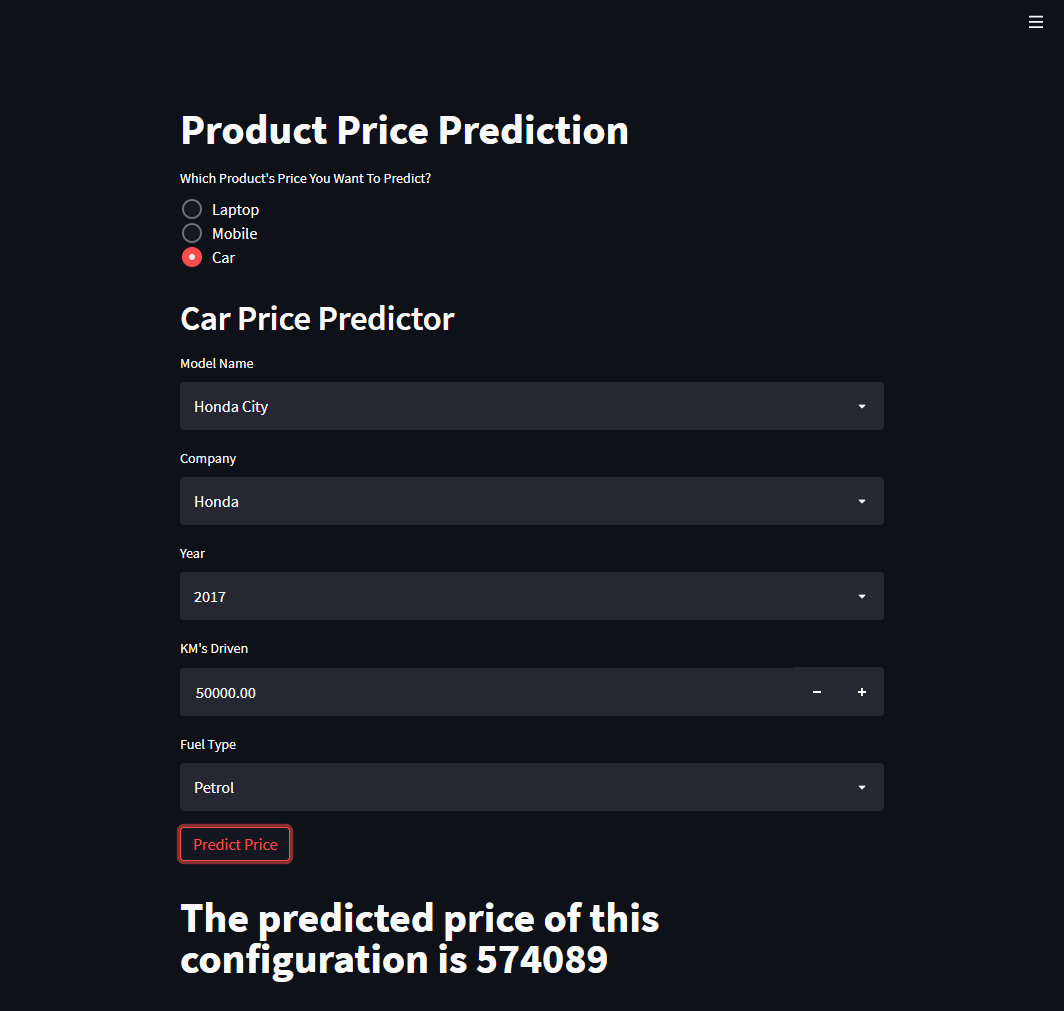 Product Price Prediction
Which Product's Price You Want To Predict?
Laptop
Mobile
Car
Car Price Predictor
Model Name
Honda City
Company
Honda
Year
2017
KM's Driven
50000.00
Fuel Type
Petrol
Predict Price
The predicted price of this
configuration is 574089